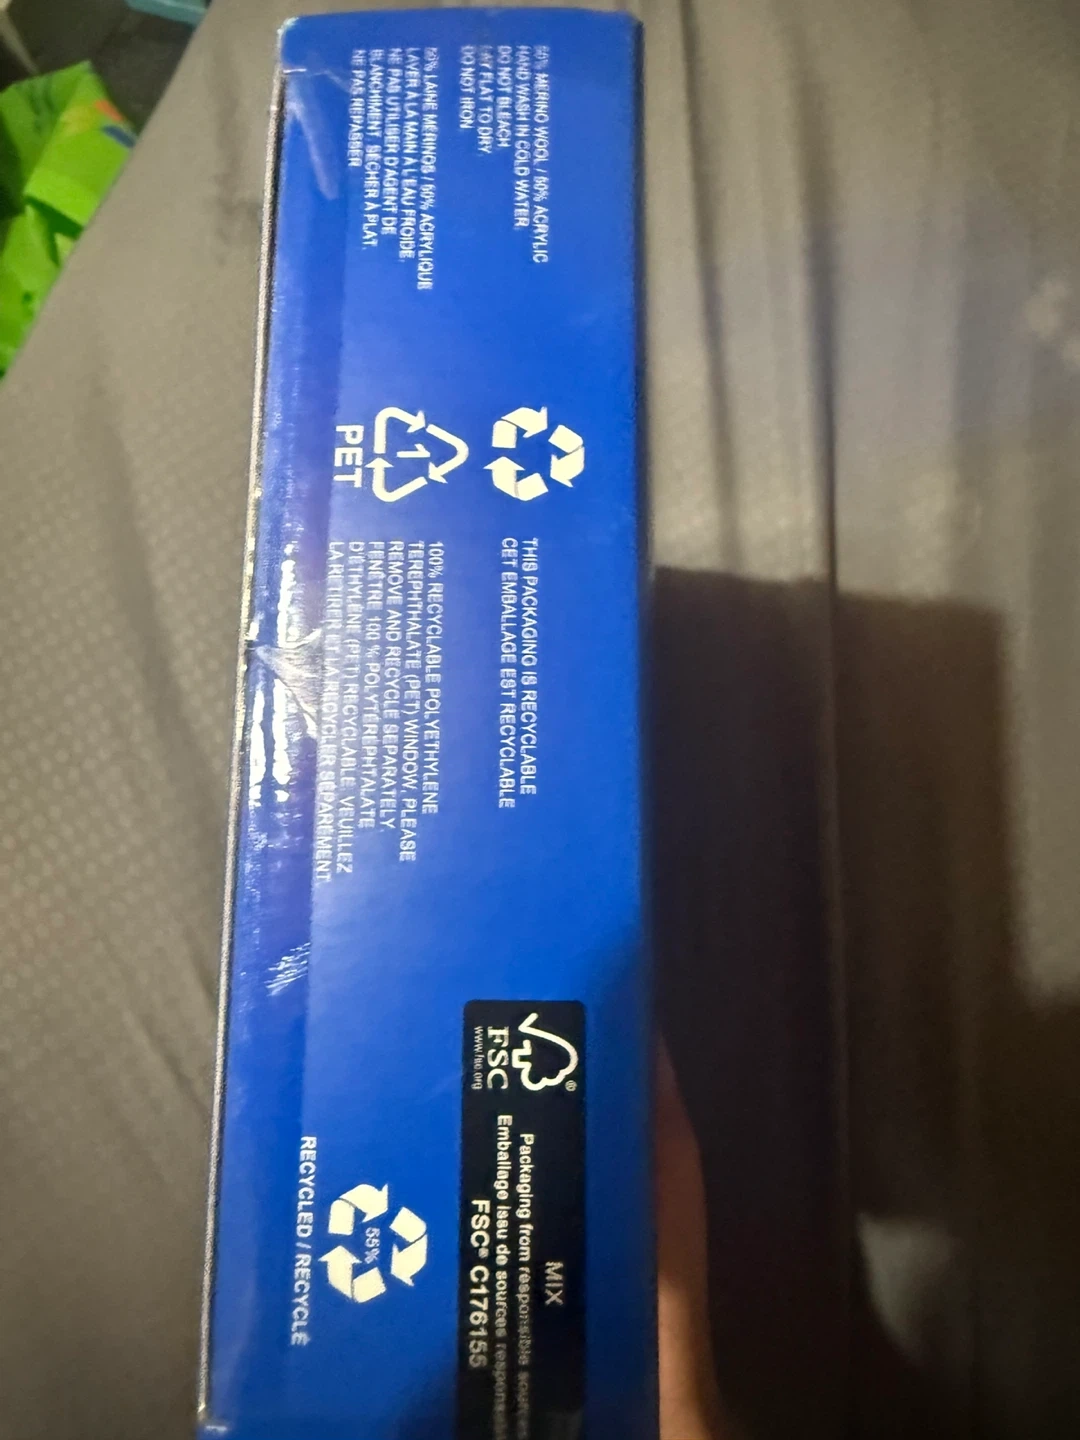 50% MERINO WOOL / 50% ACRYLIC
HAND WASH IN COLD WATER,
DO NOT BLEACH
LAY FLAT TO DRY,
DO NOT IRON
50% LAINE MÉRINOS / 50% ACRYLIQUE
LAVER À LA MAIN À L'EAU FROIDE,
NE PAS UTILISER D'AGENT DE
BLANCHIMENT, SÉCHER À PLAT,
NE PAS REPASSER
THIS PACKAGING IS RECYCLABLE
CET EMBALLAGE EST RECYCLABLE
1
PET
100% RECYCLABLE POLYETHYLENE
TEREPHTHALATE (PET) WINDOW, PLEASE
REMOVE AND RECYCLE SEPARATELY.
FENÊTRE 100 % POLYTÉRÉPHTALATE
D'ÉTHYLÈNE (PET) RECYCLABLE, VEUILLEZ
LA RETIRER ET LA RECYCLER SÉPARÉMENT.
®
FSC
www.fsc.org
MIX
Packaging from responsible sources
Emballage issu de sources responsables
FSC® C176155
55%
RECYCLED / RECYCLÉ